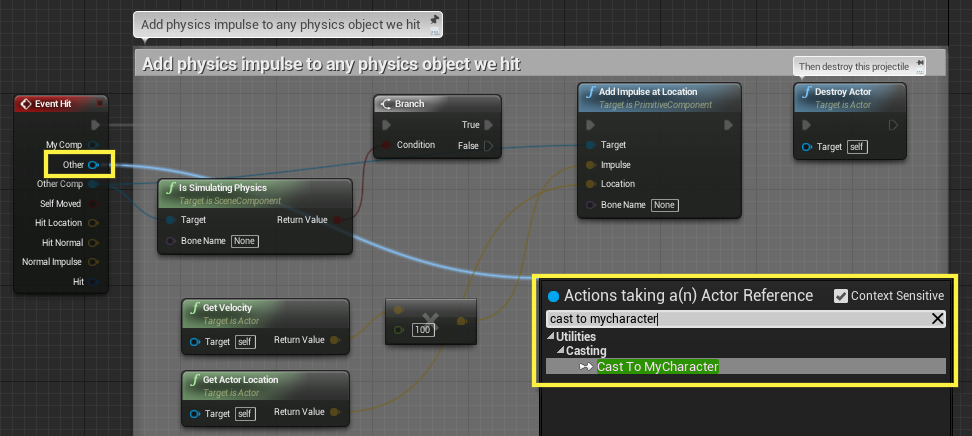 Add physics impulse to any physics object we hit
Add physics impulse to any physics object we hit
Then destroy this projectile
Event Hit
My Comp
Other
Other Comp
Self Moved
Hit Location
Hit Normal
Normal Impulse
Hit
Branch
True
Condition
False
Add Impulse at Location
Target is PrimitiveComponent
Target
Impulse
Location
Bone Name None
Destroy Actor
Target is Actor
Target self
Is Simulating Physics
Target is SceneComponent
Target
Return Value
Bone Name None
Get Velocity
Target is Actor
Target self
Return Value
100
Get Actor Location
Target is Actor
Target self
Return Value
Actions taking a(n) Actor Reference
Context Sensitive
cast to mycharacter
Utilities
Casting
Cast To MyCharacter